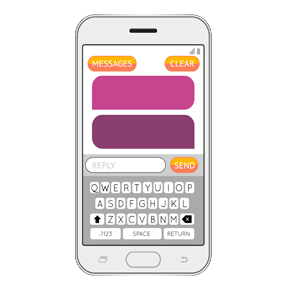 MESSAGES CLEAR
REPLY SEND
Q W E R T Y U I O P
A S D F G H J K L
Z X C V B N M
.?123 SPACE RETURN